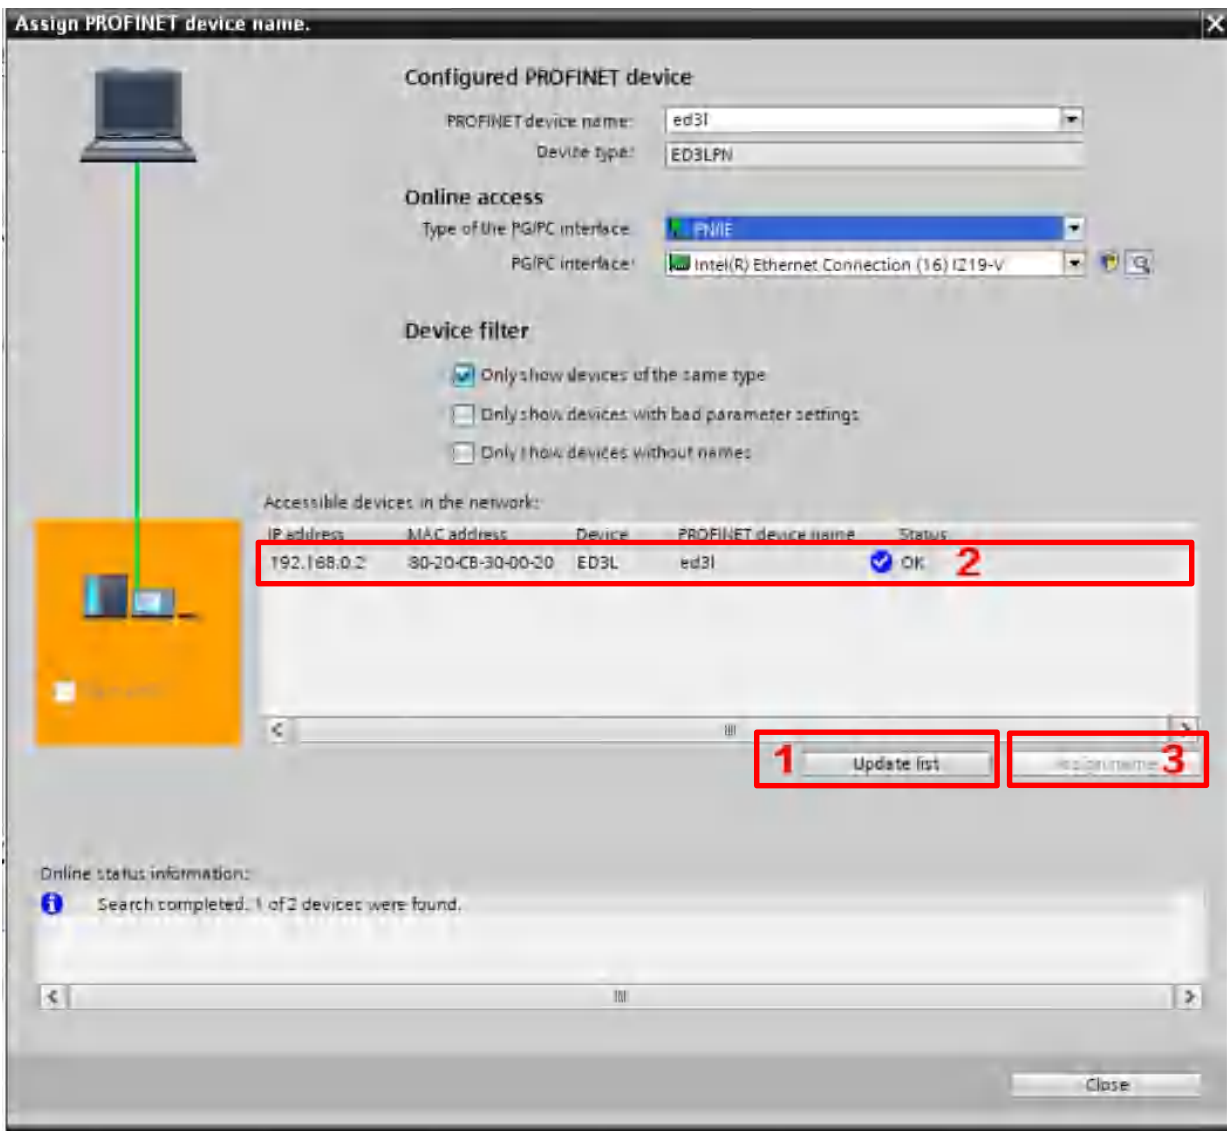 Assign PROFINET device name.
Configured PROFINET device
PROFINET device name: ed3l
Device type: ED3LPN
Online access
Type of the PG/PC interface: PN/IE
PG/PC interface: Intel(R) Ethernet Connection (16) I219-V
Device filter
Only show devices of the same type
Only show devices with bad parameter settings
Only show devices without names
Accessible devices in the network:
IP address MAC address Device PROFINET device name Status
192.168.0.2 80-20-CB-30-00-20 ED3L ed3l OK 2
1 Update list Assign name 3
Online status information:
Search completed. 1 of 2 devices were found.
Close